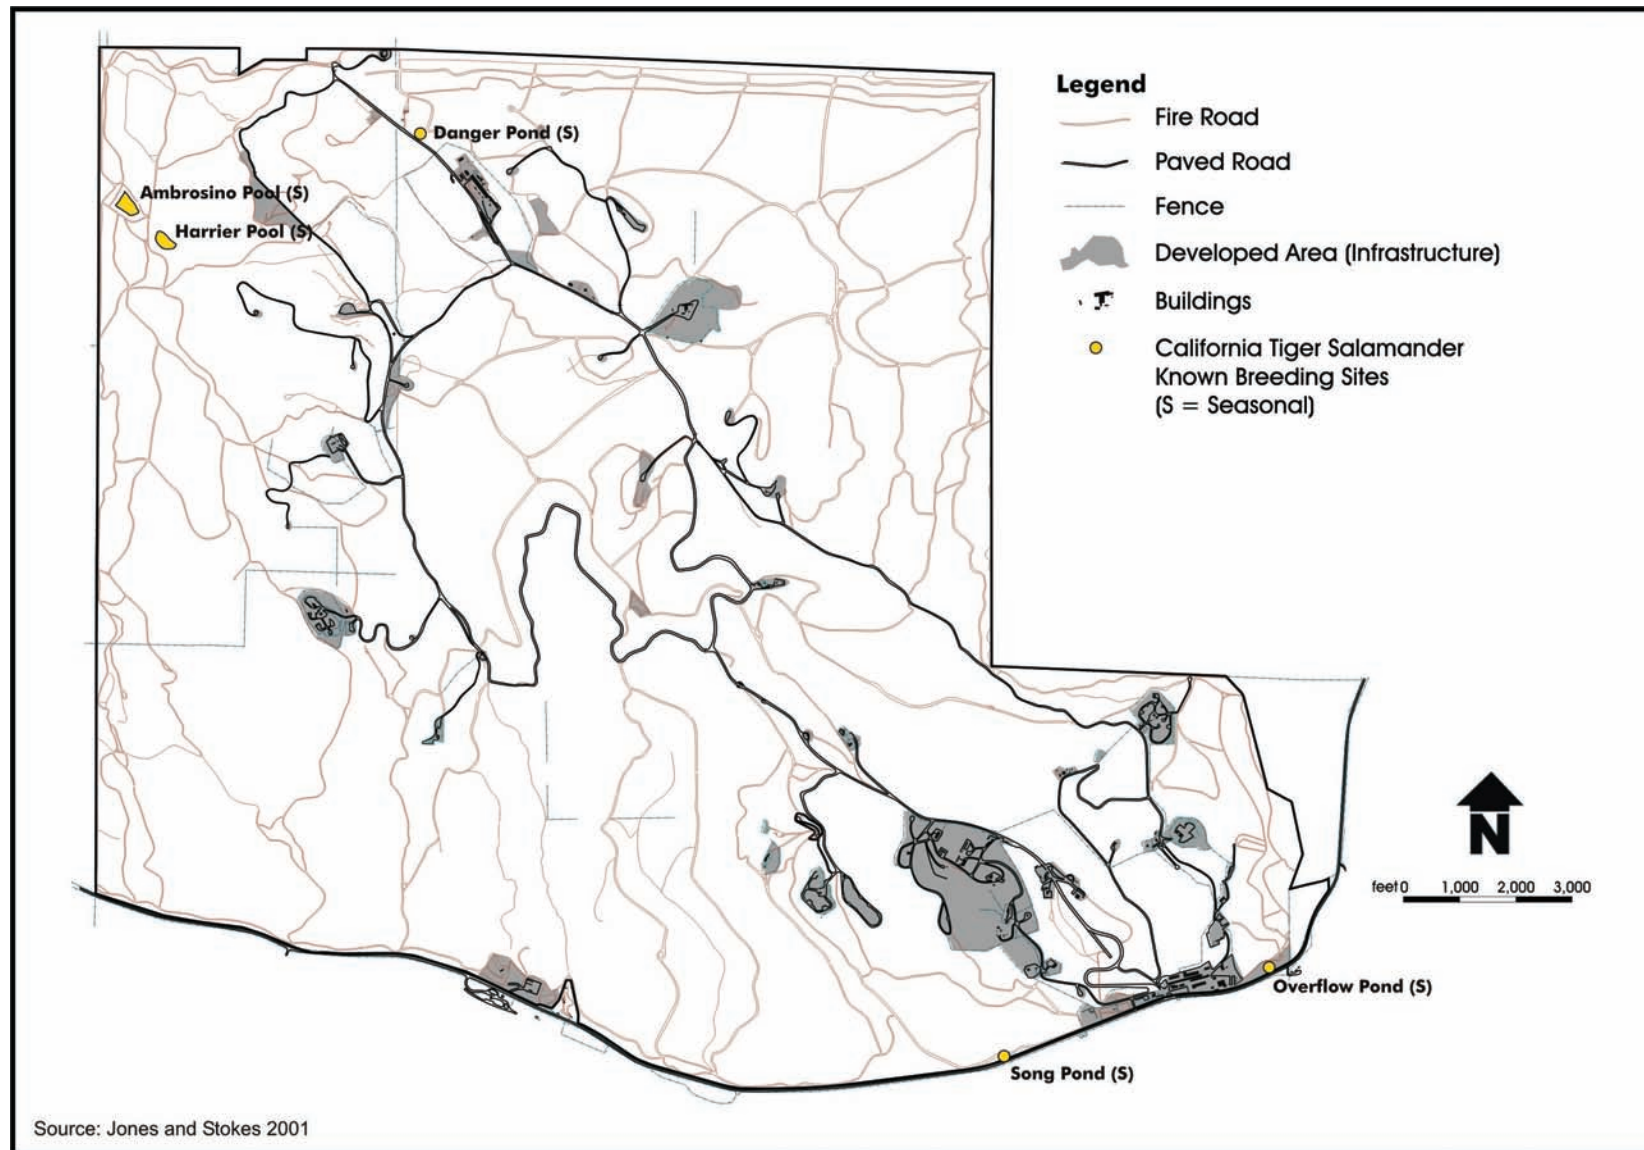 Legend
Fire Road
Paved Road
Fence
Developed Area (Infrastructure)
Buildings
California Tiger Salamander
Known Breeding Sites
(S = Seasonal)
Danger Pond (S)
Ambrosino Pool (S)
Harrier Pool (S)
N
feet 0 1,000 2,000 3,000
Overflow Pond (S)
Song Pond (S)
Source: Jones and Stokes 2001